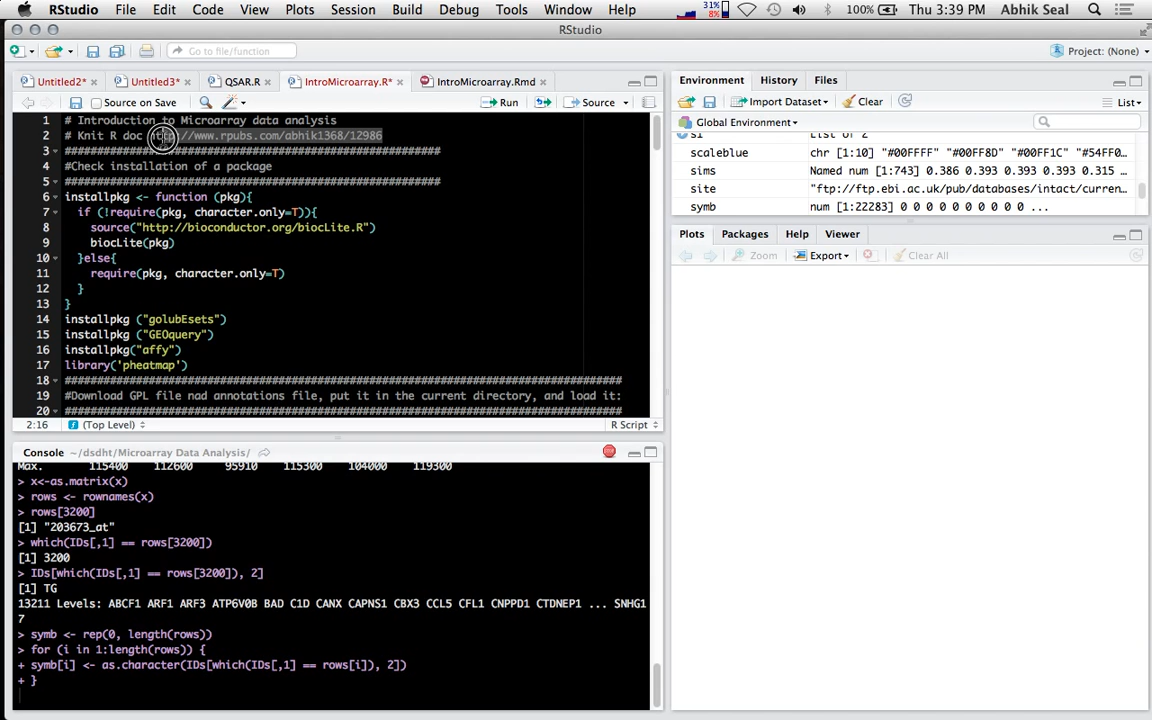 RStudio File Edit Code View Plots Session Build Debug Tools Window Help 31% 8% 100% Thu 3:39 PM Abhik Seal
RStudio
Go to file/function Project: (None)
Untitled2* Untitled3* QSAR.R IntroMicroarray.R* IntroMicroarray.Rmd
Source on Save Run Source
1 # Introduction to Microarray data analysis
2 # Knit R doc //www.rpubs.com/abhik1368/12986
3 ##########################################################
4 #Check installation of a package
5 ##########################################################
6 installpkg <- function (pkg){
7 if (!require(pkg, character.only=T)){
8 source("http://bioconductor.org/biocLite.R")
9 biocLite(pkg)
10 }else{
11 require(pkg, character.only=T)
12 }
13 }
14 installpkg ("golubEsets")
15 installpkg ("GEOquery")
16 installpkg("affy")
17 library('pheatmap')
18 ######################################################################################
19 #Download GPL file nad annotations file, put it in the current directory, and load it:
20 ######################################################################################
2:16 (Top Level) R Script
Console ~/dsdht/Microarray Data Analysis/
Max. 115400 112600 95910 115300 104000 119300
> x<-as.matrix(x)
> rows <- rownames(x)
> rows[3200]
[1] "203673_at"
> which(IDs[,1] == rows[3200])
[1] 3200
> IDs[which(IDs[,1] == rows[3200]), 2]
[1] TG
13211 Levels: ABCF1 ARF1 ARF3 ATP6V0B BAD C1D CANX CAPNS1 CBX3 CCL5 CFL1 CNPPD1 CTDNEP1 ... SNHG1
7
> symb <- rep(0, length(rows))
> for (i in 1:length(rows)) {
+ symb[i] <- as.character(IDs[which(IDs[,1] == rows[i]), 2])
+ }
Environment History Files
Import Dataset Clear List
Global Environment
si List of 2
scaleblue chr [1:10] "#00FFFF" "#00FF8D" "#00FF1C" "#54FF0…
sims Named num [1:743] 0.386 0.393 0.393 0.393 0.315 …
site "ftp://ftp.ebi.ac.uk/pub/databases/intact/curren…
symb num [1:22283] 0 0 0 0 0 0 0 0 0 0 ...
Plots Packages Help Viewer
Zoom Export Clear All